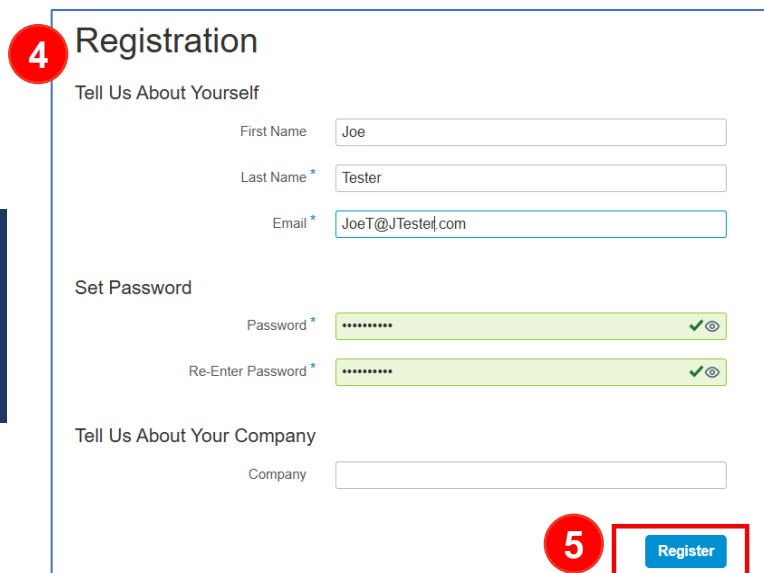 4
Registration
Tell Us About Yourself
First Name Joe
Last Name * Tester
Email * JoeT@JTester.com
Set Password
Password * ••••••••••
Re-Enter Password * ••••••••••
Tell Us About Your Company
Company
5 Register